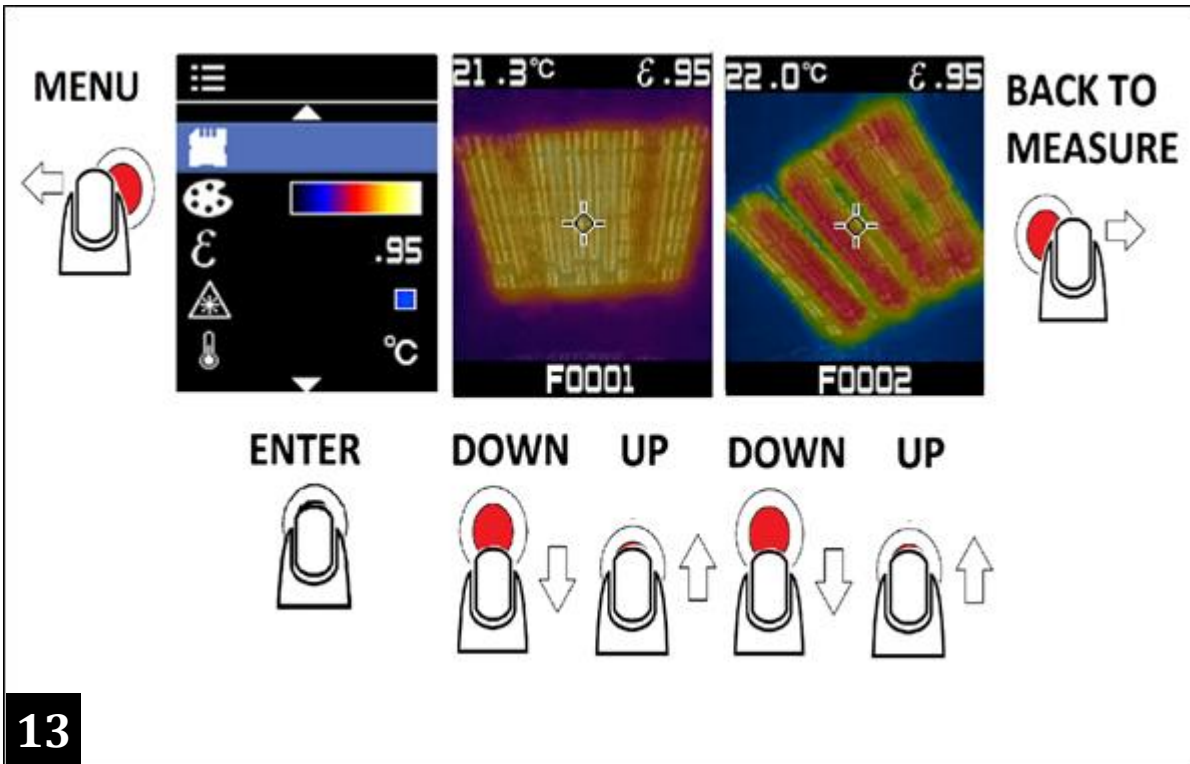 MENU
ε .95
°C
21.3°C ε.95
F0001
22.0°C ε.95
F0002
BACK TO
MEASURE
ENTER
DOWN UP DOWN UP
13